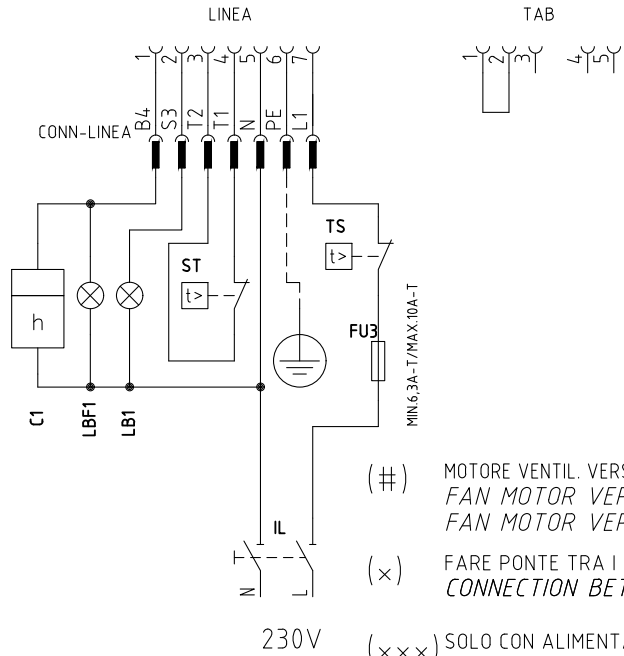 LINEA
TAB
1 2 3 4 5 6 7
1 2 3 4 5
CONN-LINEA
B4 S3 T2 T1 N PE L1
TS
t>
ST
t>
h
FU3
MIN.6,3A-T/MAX.10A-T
C1
LBF1
LB1
(#) MOTORE VENTIL. VERS
FAN MOTOR VER
FAN MOTOR VER
IL
(×) FARE PONTE TRA I
CONNECTION BET
N
L
230V
(×××) SOLO CON ALIMENTA